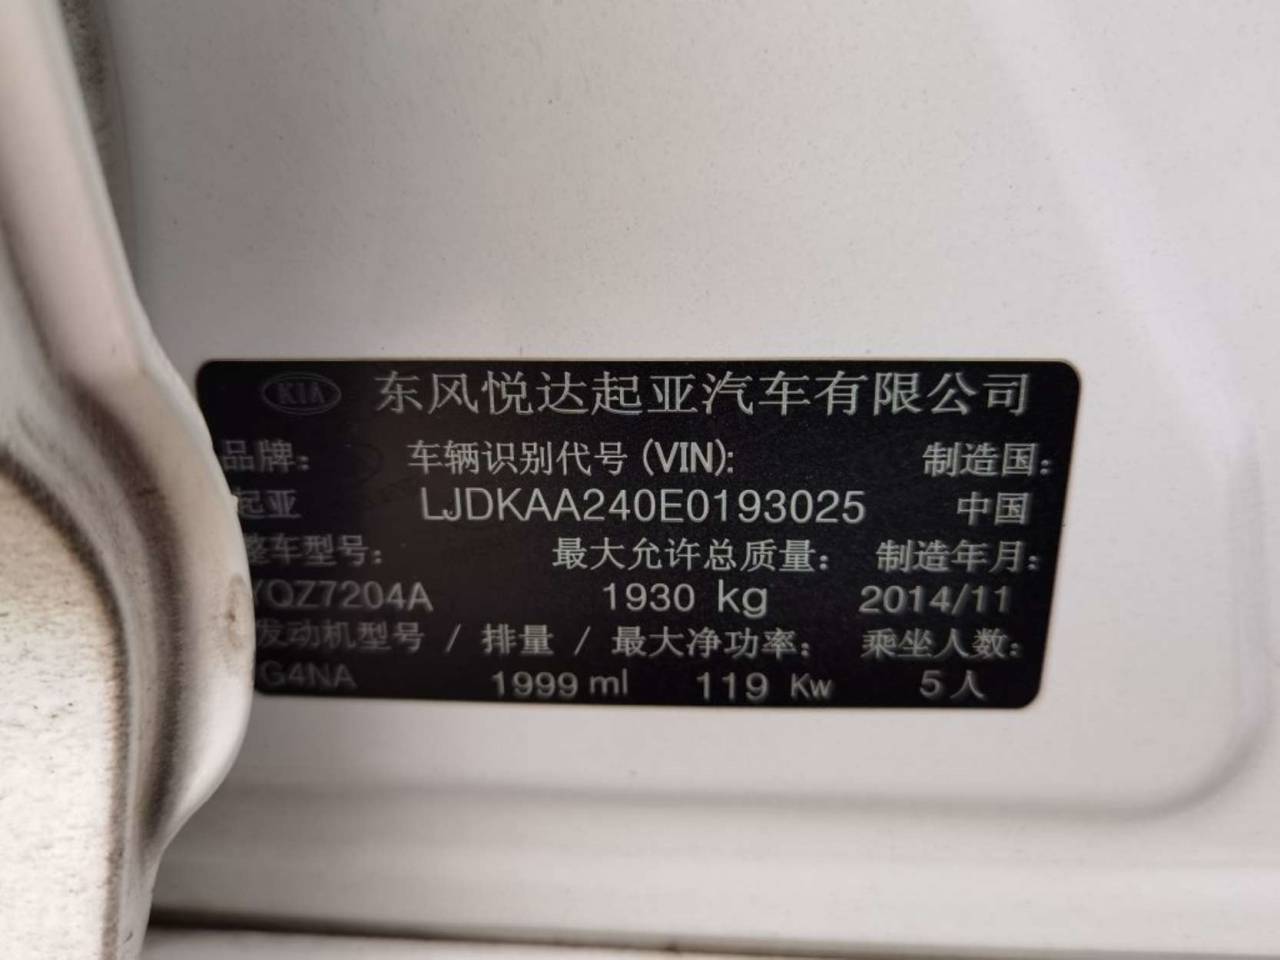 KIA 东风悦达起亚汽车有限公司
品牌： 车辆识别代号 (VIN): 制造国：
起亚 LJDKAA240E0193025 中国
整车型号： 最大允许总质量： 制造年月：
YQZ7204A 1930 kg 2014/11
发动机型号 / 排量 / 最大净功率： 乘坐人数：
G4NA 1999 ml 119 Kw 5 人